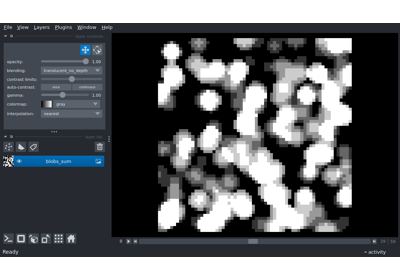 File View Layers Plugins Window Help
opacity: 1.00
blending: translucent_no_depth
contrast limits:
auto-contrast: once continuous
gamma: 1.00
colormap: gray
interpolation: nearest
blobs_sum
Ready
activity